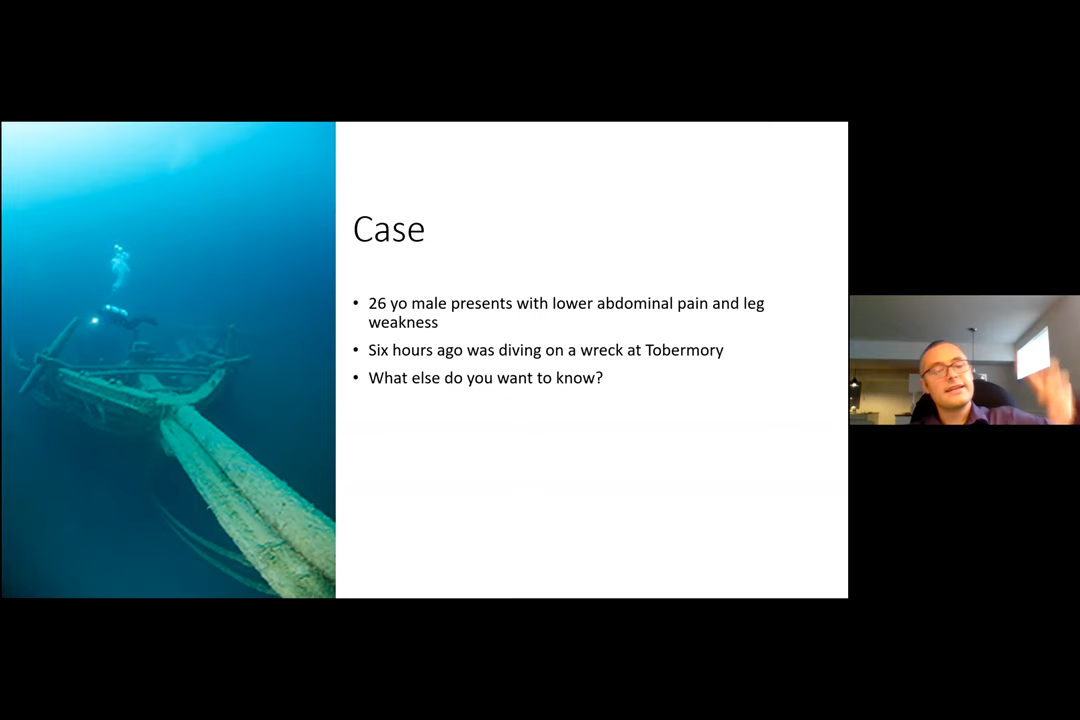 Case
• 26 yo male presents with lower abdominal pain and leg
weakness
• Six hours ago was diving on a wreck at Tobermory
• What else do you want to know?